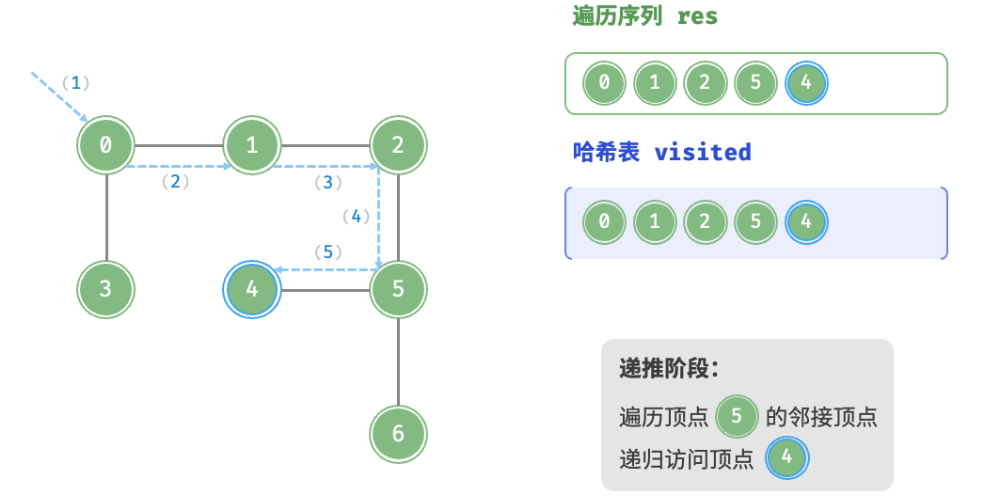 遍历序列 res
0 1 2 5 4
哈希表 visited
0 1 2 5 4
(1)
0 1 2
(2) (3)
(4)
(5)
3 4 5
6
递推阶段：
遍历顶点 5 的邻接顶点
递归访问顶点 4